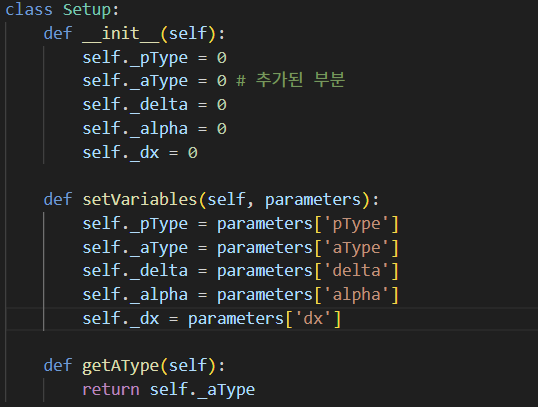 class Setup:
    def __init__(self):
        self._pType = 0
        self._aType = 0 # 추가된 부분
        self._delta = 0
        self._alpha = 0
        self._dx = 0

    def setVariables(self, parameters):
        self._pType = parameters['pType']
        self._aType = parameters['aType']
        self._delta = parameters['delta']
        self._alpha = parameters['alpha']
        self._dx = parameters['dx']

    def getAType(self):
        return self._aType